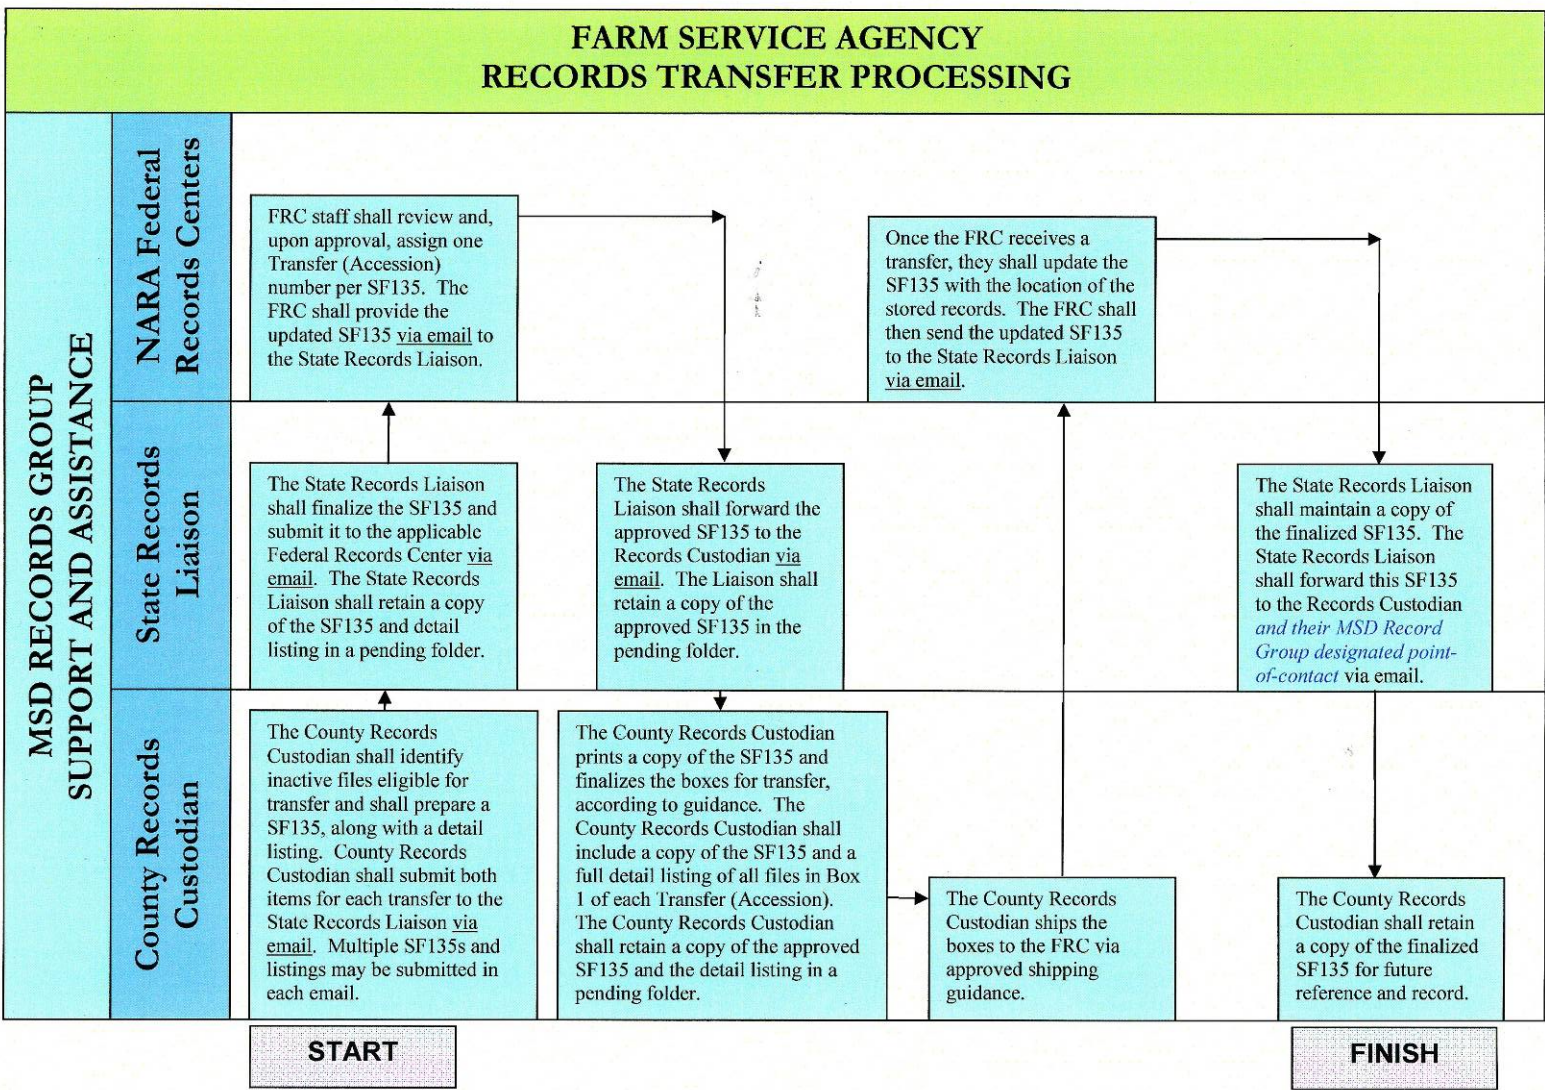 FARM SERVICE AGENCY
RECORDS TRANSFER PROCESSING
MSD RECORDS GROUP
SUPPORT AND ASSISTANCE
NARA Federal
Records Centers
FRC staff shall review and,
upon approval, assign one
Transfer (Accession)
number per SF135. The
FRC shall provide the
updated SF135 via email to
the State Records Liaison.
Once the FRC receives a
transfer, they shall update the
SF135 with the location of the
stored records. The FRC shall
then send the updated SF135
to the State Records Liaison
via email.
State Records
Liaison
The State Records Liaison
shall finalize the SF135 and
submit it to the applicable
Federal Records Center via
email. The State Records
Liaison shall retain a copy
of the SF135 and detail
listing in a pending folder.
The State Records
Liaison shall forward the
approved SF135 to the
Records Custodian via
email. The Liaison shall
retain a copy of the
approved SF135 in the
pending folder.
The State Records Liaison
shall maintain a copy of
the finalized SF135. The
State Records Liaison
shall forward this SF135
to the Records Custodian
and their MSD Record
Group designated point-
of-contact via email.
County Records
Custodian
The County Records
Custodian shall identify
inactive files eligible for
transfer and shall prepare a
SF135, along with a detail
listing. County Records
Custodian shall submit both
items for each transfer to the
State Records Liaison via
email. Multiple SF135s and
listings may be submitted in
each email.
The County Records Custodian
prints a copy of the SF135 and
finalizes the boxes for transfer,
according to guidance. The
County Records Custodian shall
include a copy of the SF135 and a
full detail listing of all files in Box
1 of each Transfer (Accession).
The County Records Custodian
shall retain a copy of the approved
SF135 and the detail listing in a
pending folder.
The County Records
Custodian ships the
boxes to the FRC via
approved shipping
guidance.
The County Records
Custodian shall retain
a copy of the finalized
SF135 for future
reference and record.
START
FINISH